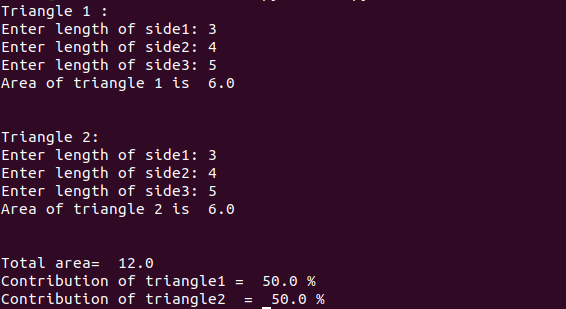 Triangle 1 :
Enter length of side1: 3
Enter length of side2: 4
Enter length of side3: 5
Area of triangle 1 is  6.0
Triangle 2:
Enter length of side1: 3
Enter length of side2: 4
Enter length of side3: 5
Area of triangle 2 is  6.0
Total area=  12.0
Contribution of triangle1 =  50.0 %
Contribution of triangle2  =  50.0 %